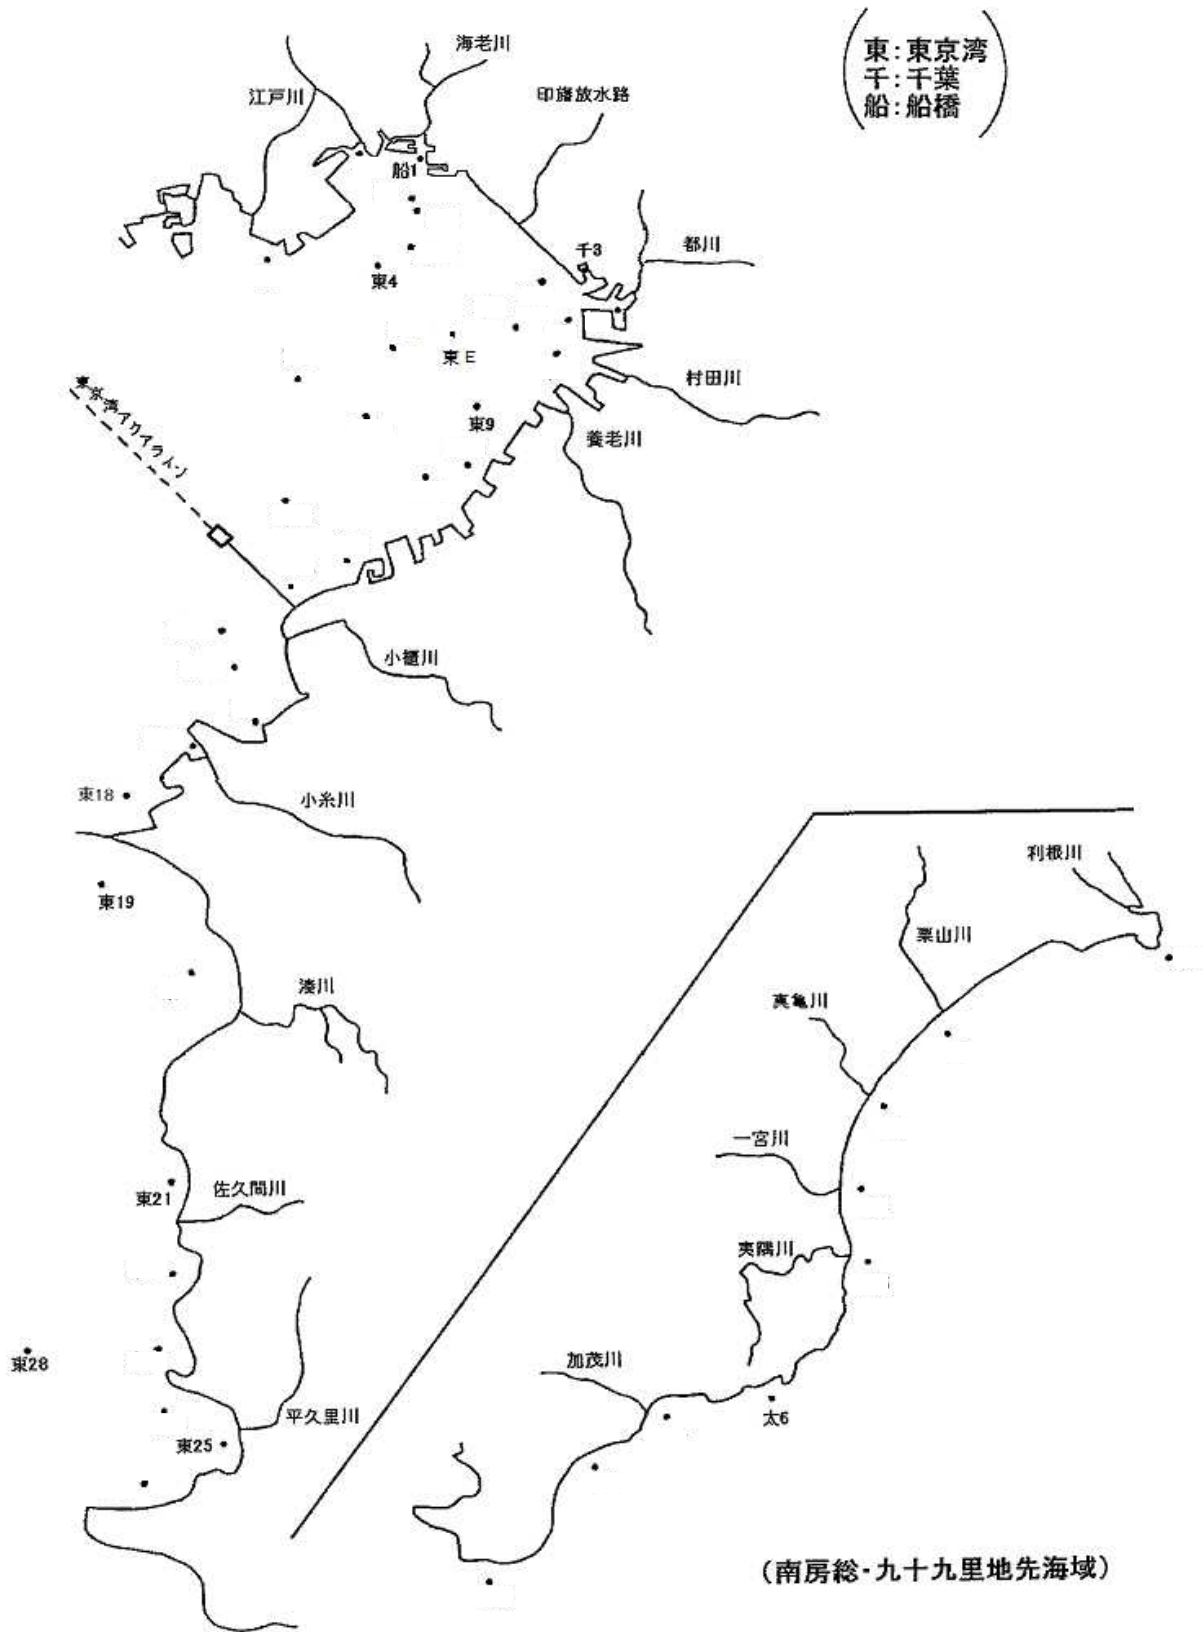 東:東京湾
千:千葉
船:船橋
海老川
江戸川
印旛放水路
船1
千3
都川
東4
東E
村田川
東9
養老川
東京湾アクアライン
小櫃川
東18
小糸川
利根川
東19
栗山川
湊川
真亀川
一宮川
東21
佐久間川
夷隅川
東28
加茂川
平久里川
太6
東25
(南房総・九十九里地先海域)